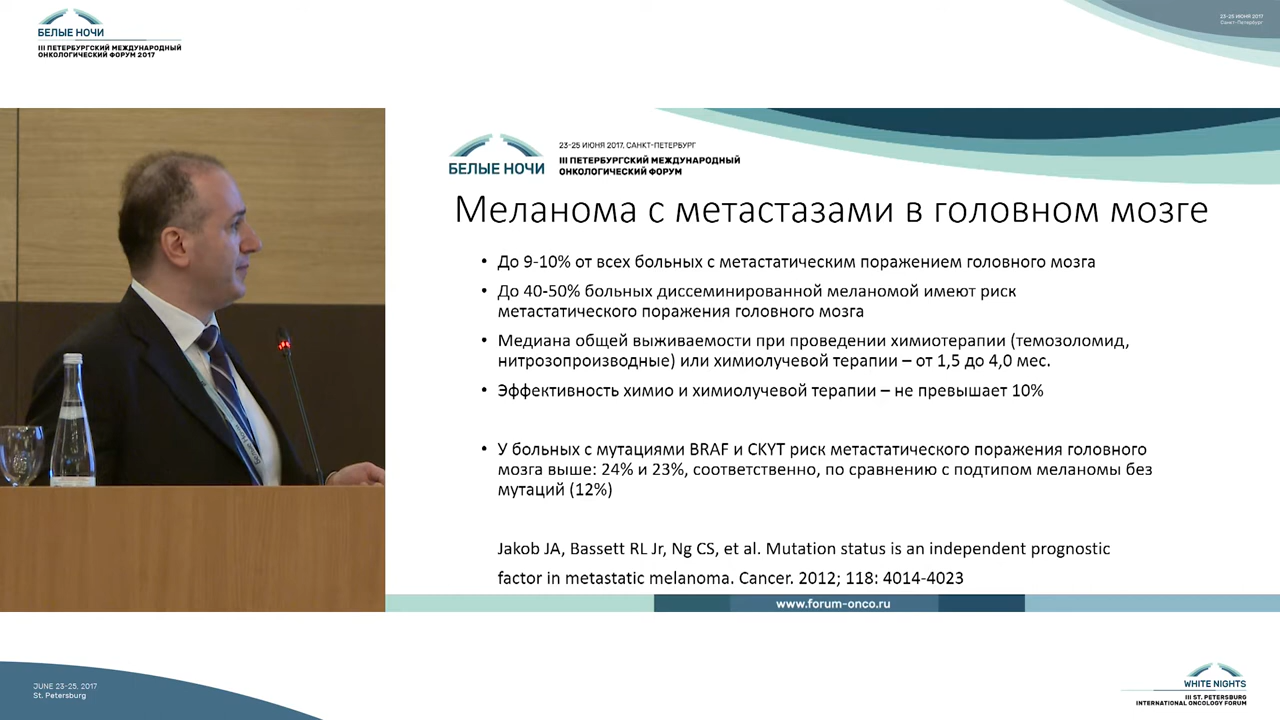 БЕЛЫЕ НОЧИ
III ПЕТЕРБУРГСКИЙ МЕЖДУНАРОДНЫЙ
ОНКОЛОГИЧЕСКИЙ ФОРУМ 2017
23-25 ИЮНЯ 2017
Санкт-Петербург
23-25 ИЮНЯ 2017, САНКТ-ПЕТЕРБУРГ
БЕЛЫЕ НОЧИ
III ПЕТЕРБУРГСКИЙ МЕЖДУНАРОДНЫЙ
ОНКОЛОГИЧЕСКИЙ ФОРУМ
Меланома с метастазами в головном мозге
• До 9-10% от всех больных с метастатическим поражением головного мозга
• До 40-50% больных диссеминированной меланомой имеют риск
метастатического поражения головного мозга
• Медиана общей выживаемости при проведении химиотерапии (темозоломид,
нитрозопроизводные) или химиолучевой терапии – от 1,5 до 4,0 мес.
• Эффективность химио и химиолучевой терапии – не превышает 10%
• У больных с мутациями BRAF и CKYT риск метастатического поражения головного
мозга выше: 24% и 23%, соответственно, по сравнению с подтипом меланомы без
мутаций (12%)
Jakob JA, Bassett RL Jr, Ng CS, et al. Mutation status is an independent prognostic
factor in metastatic melanoma. Cancer. 2012; 118: 4014-4023
www.forum-onco.ru
JUNE 23-25, 2017
St. Petersburg
WHITE NIGHTS
III ST. PETERSBURG
INTERNATIONAL ONCOLOGY FORUM